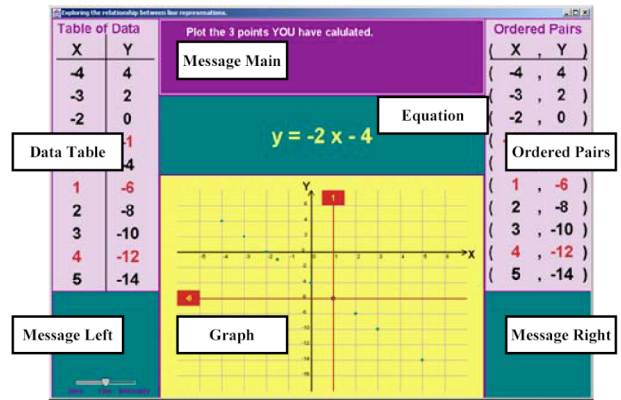 Exploring the relationship between line representations.
Table of Data
X Y
-4 4
-3 2
-2 0
-1
-4
1 -6
2 -8
3 -10
4 -12
5 -14
Data Table
Message Left
Plot the 3 points YOU have calulated.
Message Main
Equation
y = -2 x - 4
Y
X
1
-6
Graph
Ordered Pairs
( X , Y )
( -4 , 4 )
( -3 , 2 )
( -2 , 0 )
Ordered Pairs
( 1 , -6 )
( 2 , -8 )
( 3 , -10 )
( 4 , -12 )
( 5 , -14 )
Message Right